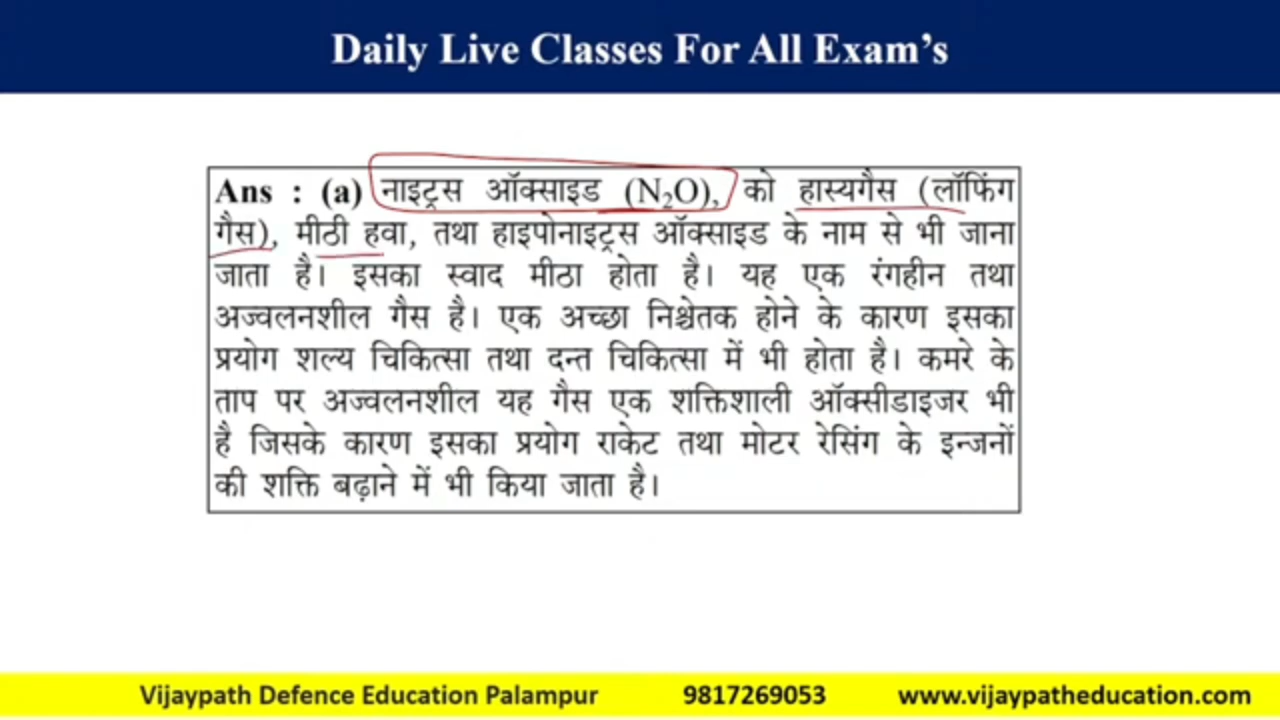 Daily Live Classes For All Exam’s
Ans : (a) नाइट्रस ऑक्साइड (N₂O), को हास्यगैस (लॉफिंग
गैस), मीठी हवा, तथा हाइपोनाइट्रस ऑक्साइड के नाम से भी जाना
जाता है। इसका स्वाद मीठा होता है। यह एक रंगहीन तथा
अज्वलनशील गैस है। एक अच्छा निश्चेतक होने के कारण इसका
प्रयोग शल्य चिकित्सा तथा दन्त चिकित्सा में भी होता है। कमरे के
ताप पर अज्वलनशील यह गैस एक शक्तिशाली ऑक्सीडाइजर भी
है जिसके कारण इसका प्रयोग राकेट तथा मोटर रेसिंग के इन्जनों
की शक्ति बढ़ाने में भी किया जाता है।
Vijaypath Defence Education Palampur 9817269053 www.vijaypatheducation.com